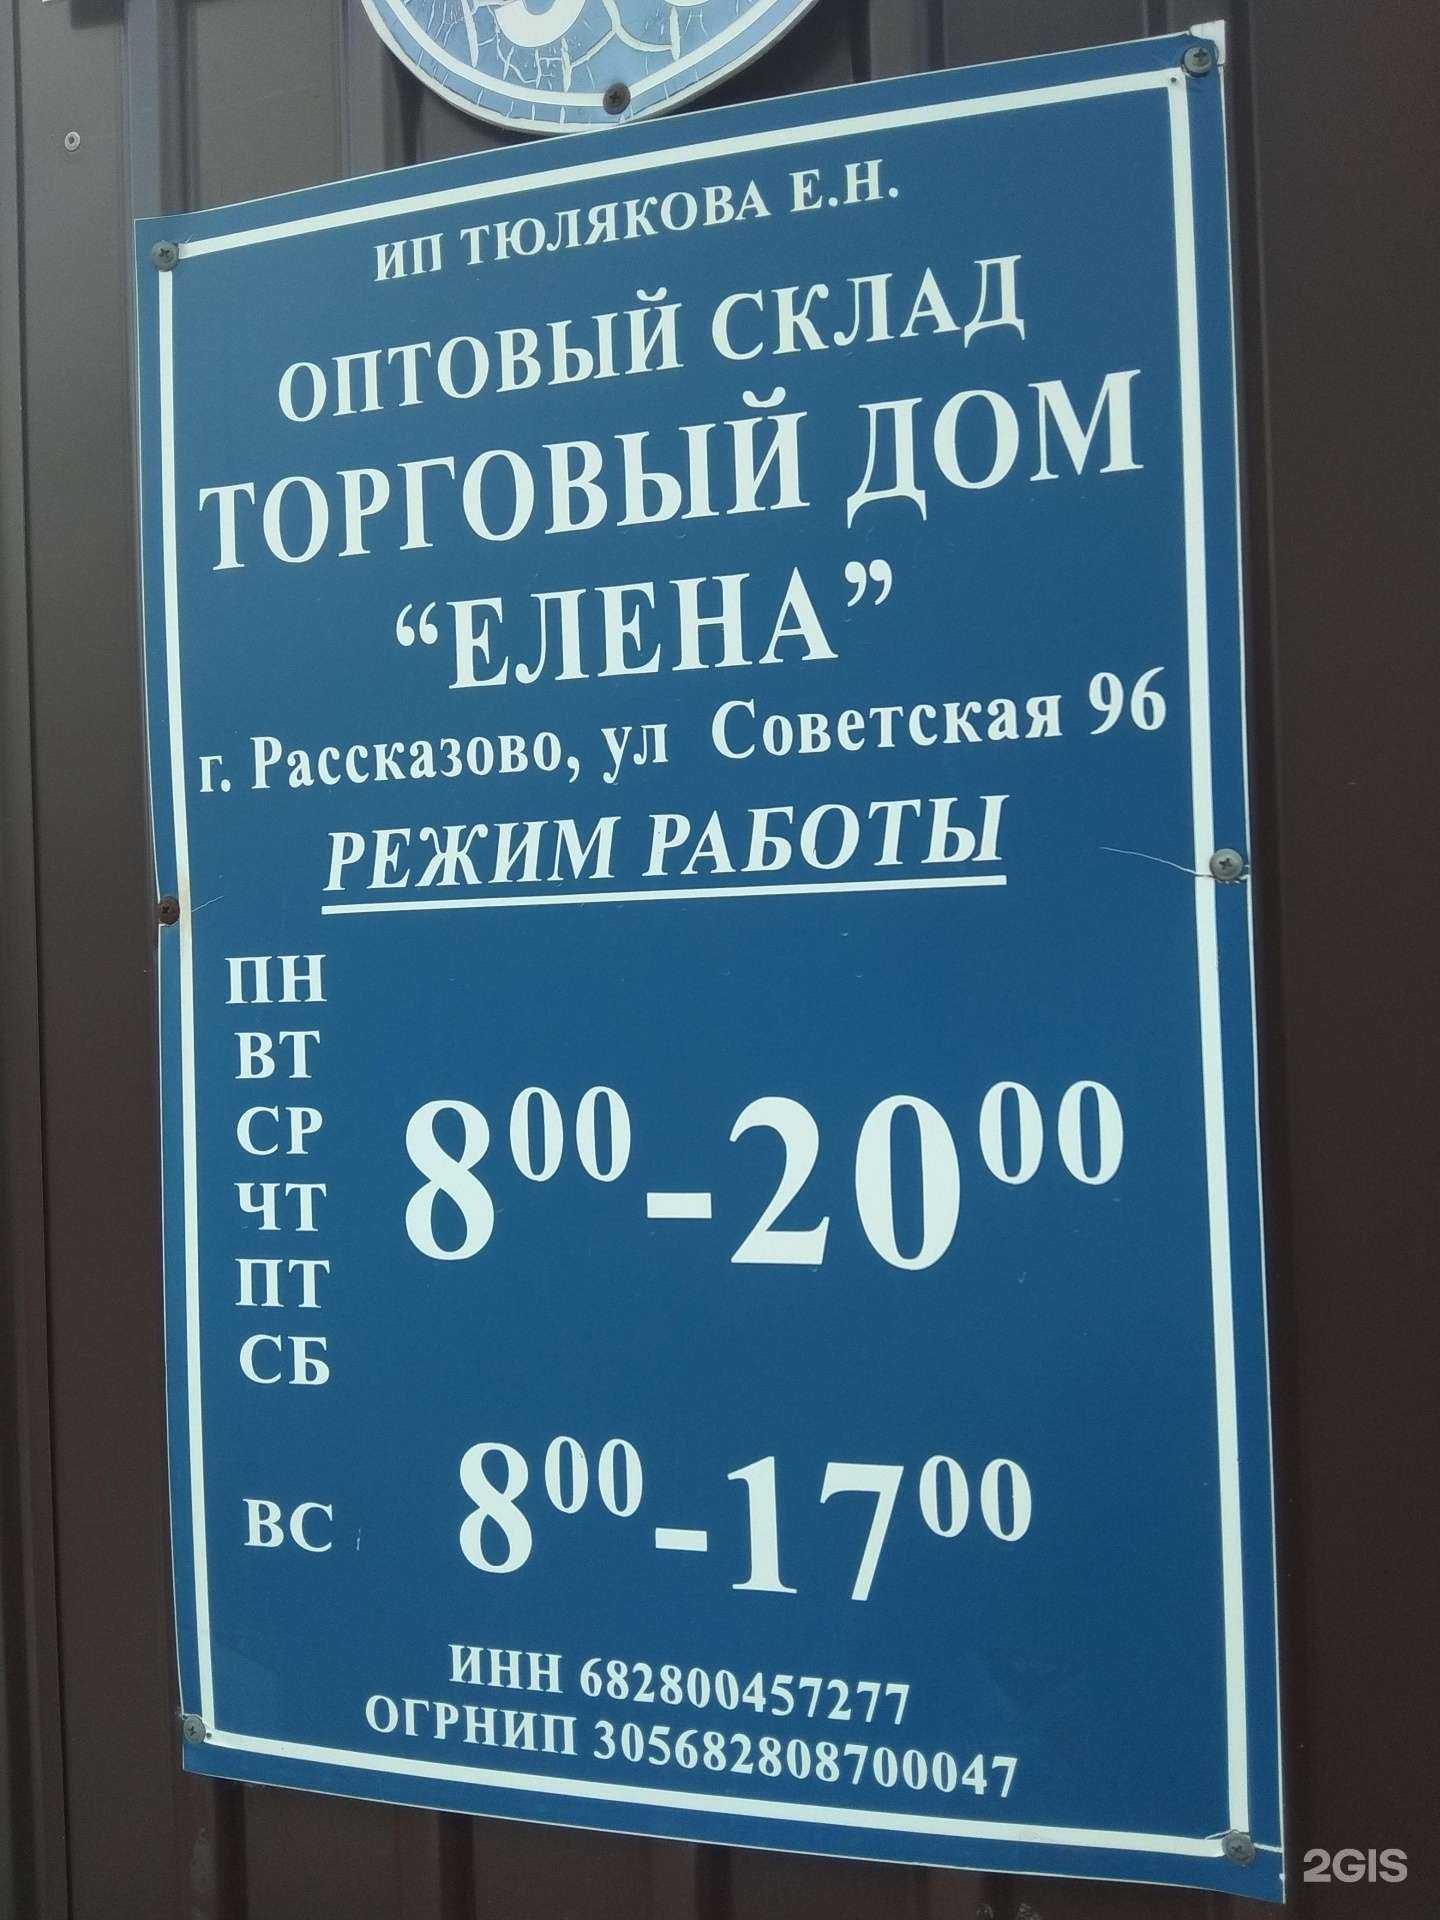 ИП ТЮЛЯКОВА Е.Н.
ОПТОВЫЙ СКЛАД
ТОРГОВЫЙ ДОМ
“ЕЛЕНА”
г. Рассказово, ул Советская 96
РЕЖИМ РАБОТЫ
ПН
ВТ
СР
ЧТ
ПТ
СБ
8⁰⁰-20⁰⁰
ВС 8⁰⁰-17⁰⁰
ИНН 682800457277
ОГРНИП 305682808700047
2GIS